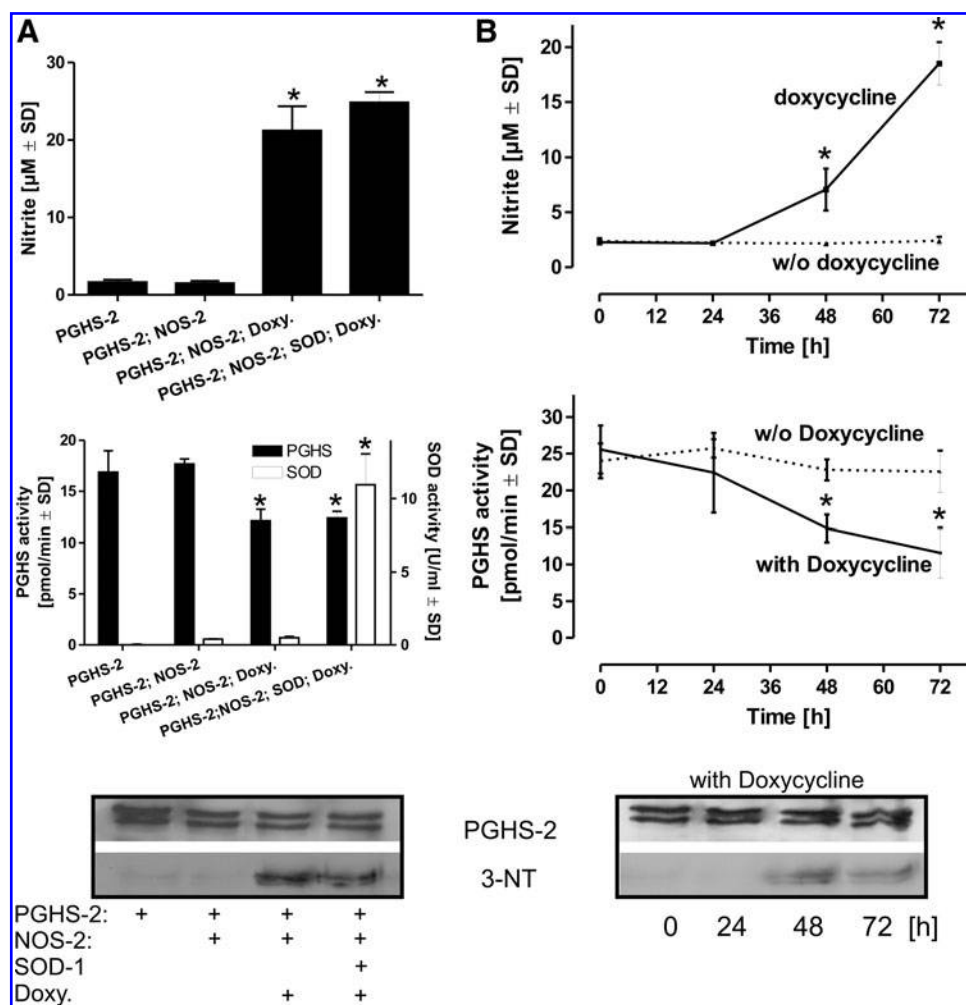 A
B
Nitrite [µM ± SD]
30
20
10
0
*
*
PGHS-2
PGHS-2; NOS-2
PGHS-2; NOS-2; Doxy.
PGHS-2; NOS-2; SOD; Doxy.
Nitrite [µM ± SD]
20
15
10
5
0
doxycycline
*
*
w/o doxycycline
0 12 24 36 48 60 72
Time [h]
PGHS activity
[pmol/min ± SD]
20
15
10
5
0
PGHS
SOD
*
*
*
10
5
0
SOD activity [U/ml ± SD]
PGHS-2
PGHS-2; NOS-2
PGHS-2; NOS-2; Doxy.
PGHS-2;NOS-2; SOD; Doxy.
PGHS activity
[pmol/min ± SD]
30
25
20
15
10
5
0
w/o Doxycycline
*
*
with Doxycycline
0 12 24 36 48 60 72
Time [h]
with Doxycycline
PGHS-2
3-NT
PGHS-2: + + + +
NOS-2: + + +
SOD-1 +
Doxy. + +
0 24 48 72 [h]